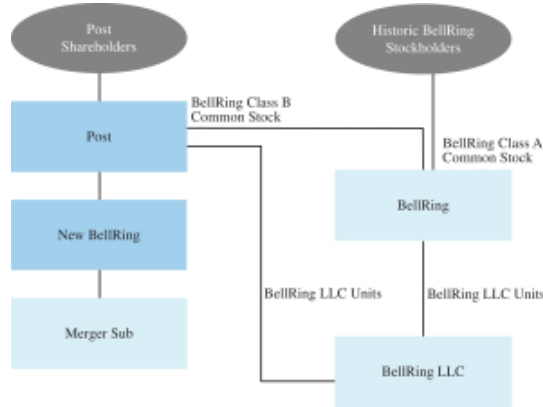 Post
Shareholders
Historic BellRing
Stockholders
BellRing Class B
Common Stock
Post
BellRing Class A
Common Stock
BellRing
New BellRing
BellRing LLC Units
BellRing LLC Units
Merger Sub
BellRing LLC